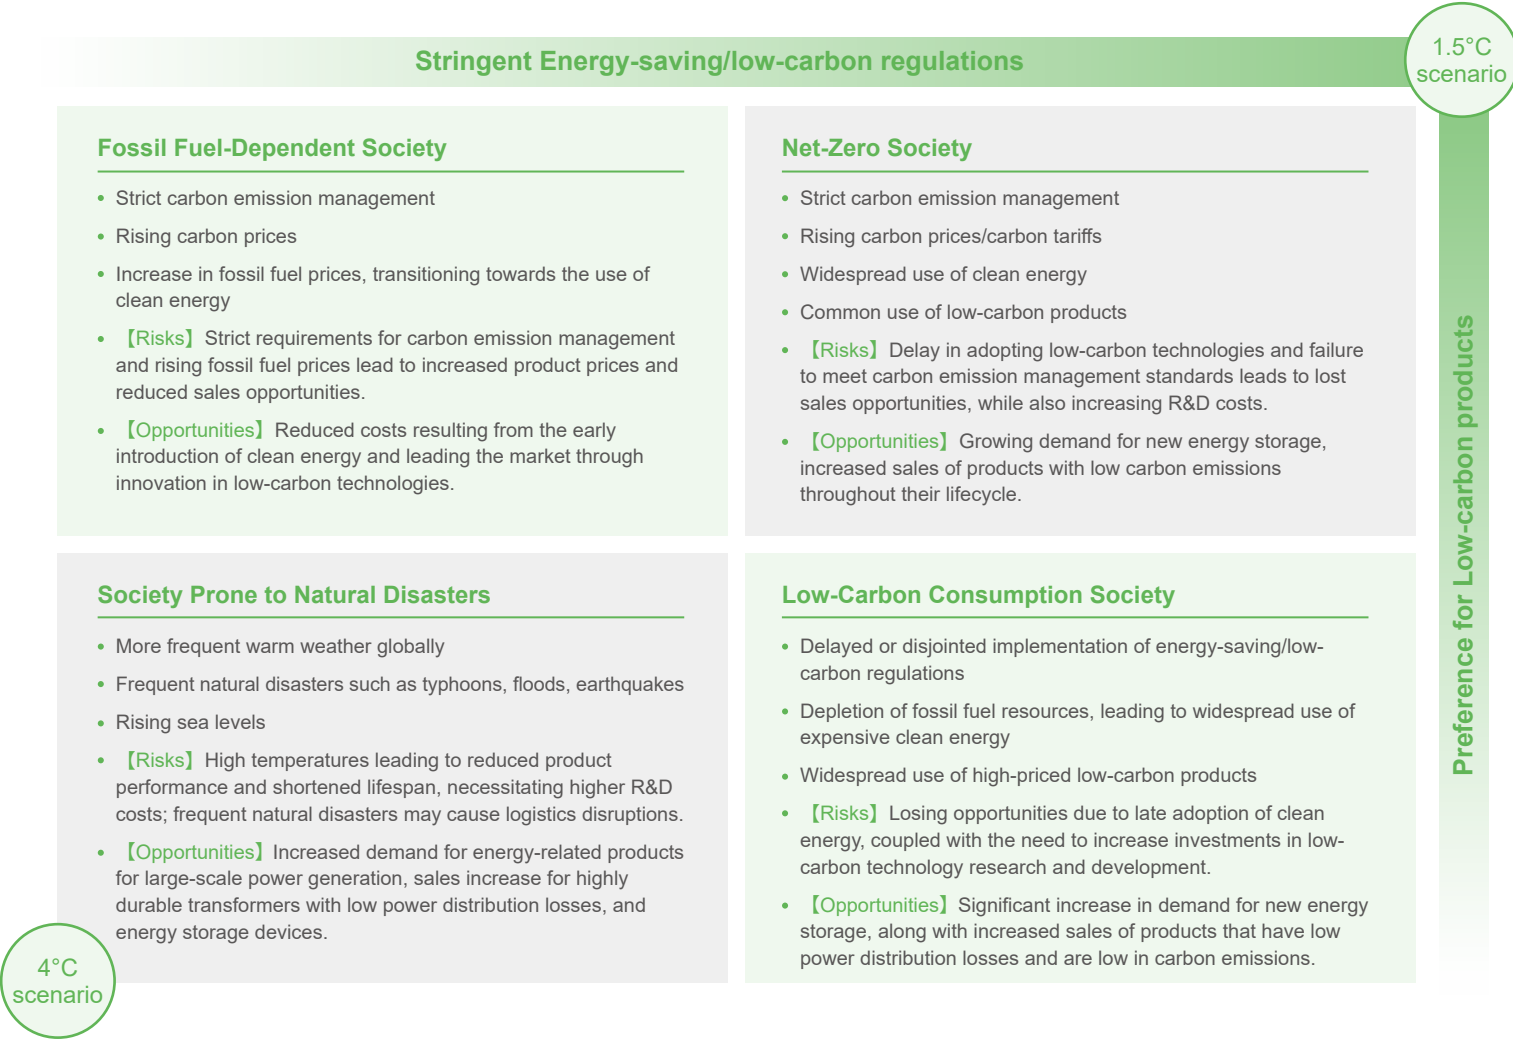 Stringent Energy-saving/low-carbon regulations
1.5°C
scenario
Fossil Fuel-Dependent Society
• Strict carbon emission management
• Rising carbon prices
• Increase in fossil fuel prices, transitioning towards the use of
clean energy
• 【Risks】Strict requirements for carbon emission management
and rising fossil fuel prices lead to increased product prices and
reduced sales opportunities.
• 【Opportunities】Reduced costs resulting from the early
introduction of clean energy and leading the market through
innovation in low-carbon technologies.
Net-Zero Society
• Strict carbon emission management
• Rising carbon prices/carbon tariffs
• Widespread use of clean energy
• Common use of low-carbon products
• 【Risks】Delay in adopting low-carbon technologies and failure
to meet carbon emission management standards leads to lost
sales opportunities, while also increasing R&D costs.
• 【Opportunities】Growing demand for new energy storage,
increased sales of products with low carbon emissions
throughout their lifecycle.
Preference for Low-carbon products
Society Prone to Natural Disasters
• More frequent warm weather globally
• Frequent natural disasters such as typhoons, floods, earthquakes
• Rising sea levels
• 【Risks】High temperatures leading to reduced product
performance and shortened lifespan, necessitating higher R&D
costs; frequent natural disasters may cause logistics disruptions.
• 【Opportunities】Increased demand for energy-related products
for large-scale power generation, sales increase for highly
durable transformers with low power distribution losses, and
energy storage devices.
Low-Carbon Consumption Society
• Delayed or disjointed implementation of energy-saving/low-
carbon regulations
• Depletion of fossil fuel resources, leading to widespread use of
expensive clean energy
• Widespread use of high-priced low-carbon products
• 【Risks】Losing opportunities due to late adoption of clean
energy, coupled with the need to increase investments in low-
carbon technology research and development.
• 【Opportunities】Significant increase in demand for new energy
storage, along with increased sales of products that have low
power distribution losses and are low in carbon emissions.
4°C
scenario